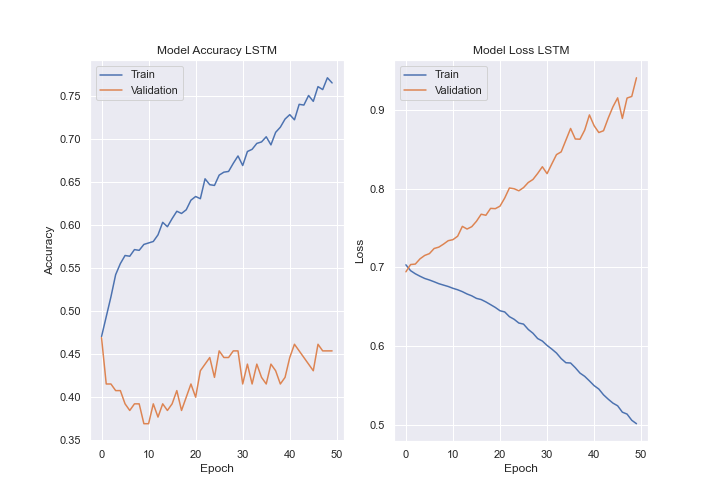 Model Accuracy LSTM
Train
Validation
0.75
0.70
0.65
0.60
0.55
0.50
0.45
0.40
0.35
Accuracy
0 10 20 30 40 50
Epoch
Model Loss LSTM
Train
Validation
0.9
0.8
0.7
0.6
0.5
Loss
0 10 20 30 40 50
Epoch